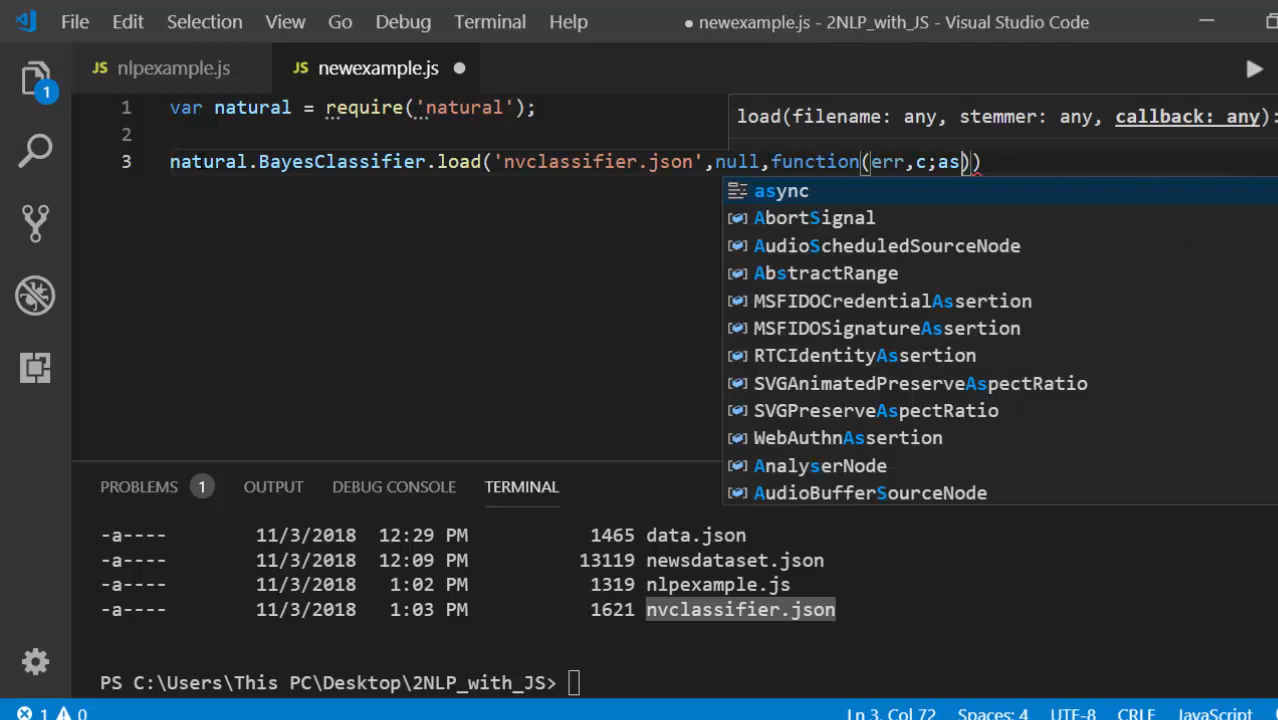 File Edit Selection View Go Debug Terminal Help ● newexample.js - 2NLP_with_JS - Visual Studio Code
JS nlpexample.js JS newexample.js ●
1 var natural = require('natural');
load(filename: any, stemmer: any, callback: any):
2
3 natural.BayesClassifier.load('nvclassifier.json',null,function(err,c;as))
async
AbortSignal
AudioScheduledSourceNode
AbstractRange
MSFIDOCredentialAssertion
MSFIDOSignatureAssertion
RTCIdentityAssertion
SVGAnimatedPreserveAspectRatio
SVGPreserveAspectRatio
WebAuthnAssertion
AnalyserNode
AudioBufferSourceNode
1
PROBLEMS 1 OUTPUT DEBUG CONSOLE TERMINAL
-a---- 11/3/2018 12:29 PM 1465 data.json
-a---- 11/3/2018 12:09 PM 13119 newsdataset.json
-a---- 11/3/2018 1:02 PM 1319 nlpexample.js
-a---- 11/3/2018 1:03 PM 1621 nvclassifier.json
PS C:\Users\This PC\Desktop\2NLP_with_JS>
1 0 Ln 3, Col 72 Spaces: 4 UTF-8 CRLF JavaScript